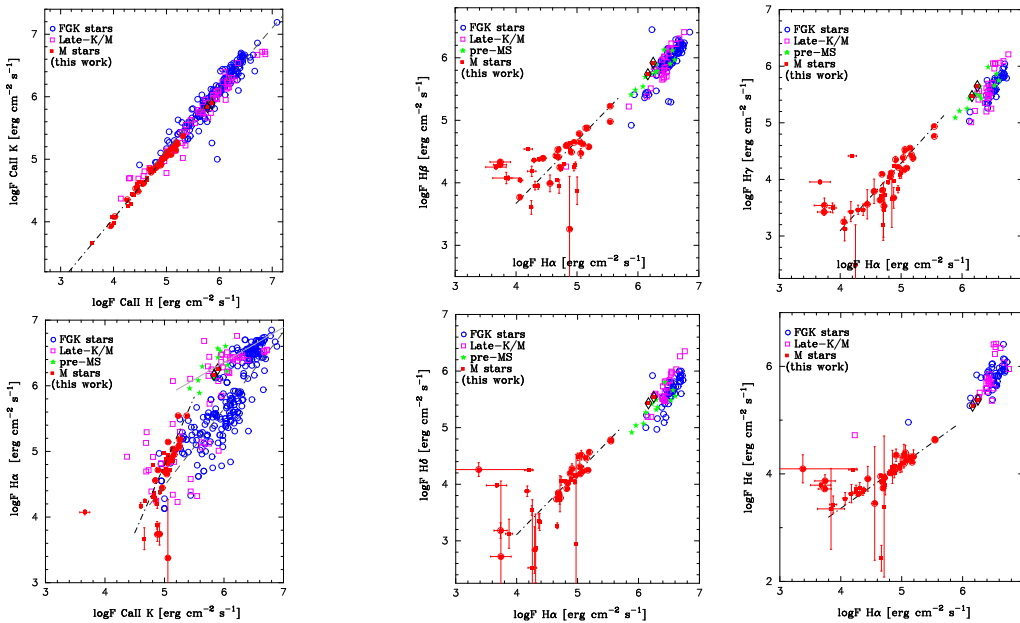 FGK stars
Late-K/M
M stars
(this work)
7
6
5
4
logF CaII K [erg cm⁻² s⁻¹]
3
4
5
6
7
logF CaII H [erg cm⁻² s⁻¹]
FGK stars
Late-K/M
pre-MS
M stars
(this work)
6
5
4
3
logF Hβ [erg cm⁻² s⁻¹]
3
4
5
6
logF Hα [erg cm⁻² s⁻¹]
FGK stars
Late-K/M
pre-MS
M stars
(this work)
6
5
4
3
logF Hγ [erg cm⁻² s⁻¹]
3
4
5
6
logF Hα [erg cm⁻² s⁻¹]
FGK stars
Late-K/M
pre-MS
M stars
(this work)
7
6
5
4
3
logF Hα [erg cm⁻² s⁻¹]
3
4
5
6
7
logF CaII K [erg cm⁻² s⁻¹]
FGK stars
Late-K/M
pre-MS
M stars
(this work)
7
6
5
4
3
logF Hδ [erg cm⁻² s⁻¹]
3
4
5
6
logF Hα [erg cm⁻² s⁻¹]
FGK stars
Late-K/M
M stars
(this work)
6
4
2
logF Hε [erg cm⁻² s⁻¹]
3
4
5
6
logF Hα [erg cm⁻² s⁻¹]